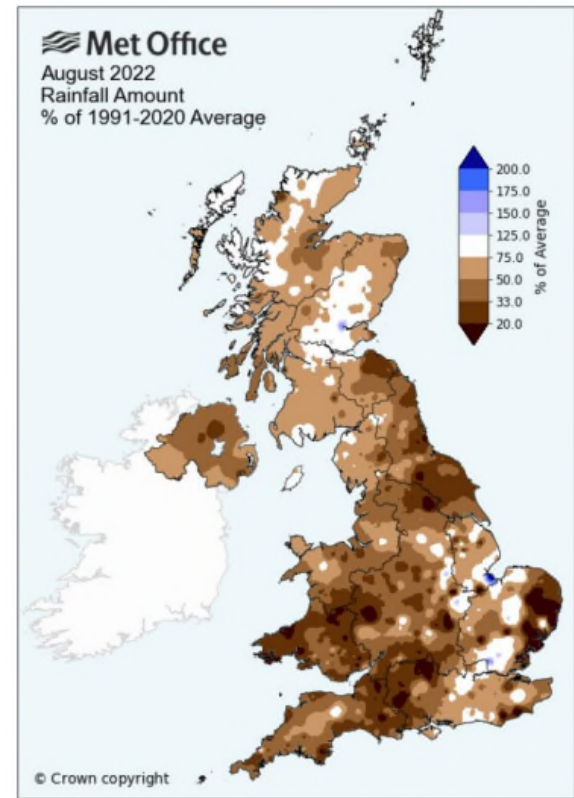 Met Office
August 2022
Rainfall Amount
% of 1991-2020 Average
200.0
175.0
150.0
125.0
75.0
50.0
33.0
20.0
% of Average
© Crown copyright